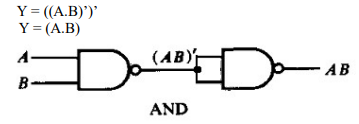 Y = ((A.B)’)’
Y = (A.B)
A
(AB)′
B
AB
AND